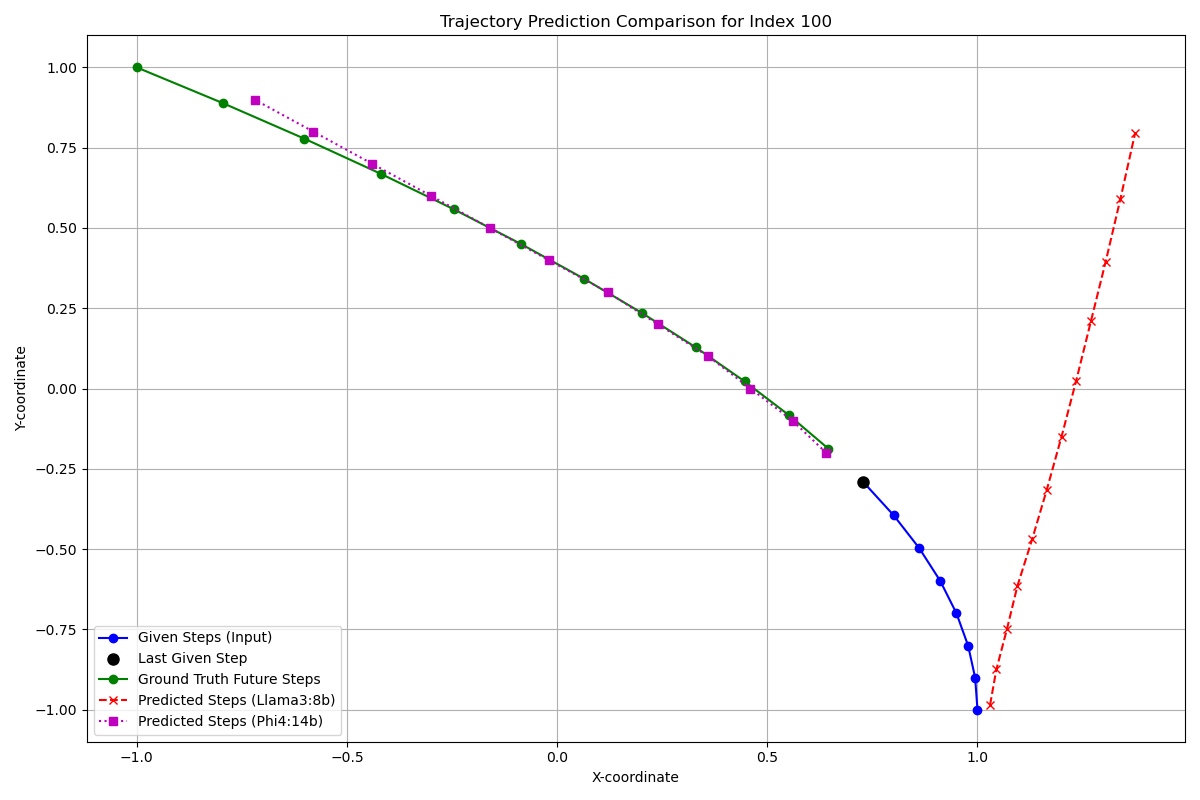 Trajectory Prediction Comparison for Index 100
Y-coordinate
1.00
0.75
0.50
0.25
0.00
−0.25
−0.50
−0.75
−1.00
Given Steps (Input)
Last Given Step
Ground Truth Future Steps
Predicted Steps (Llama3:8b)
Predicted Steps (Phi4:14b)
−1.0 −0.5 0.0 0.5 1.0
X-coordinate